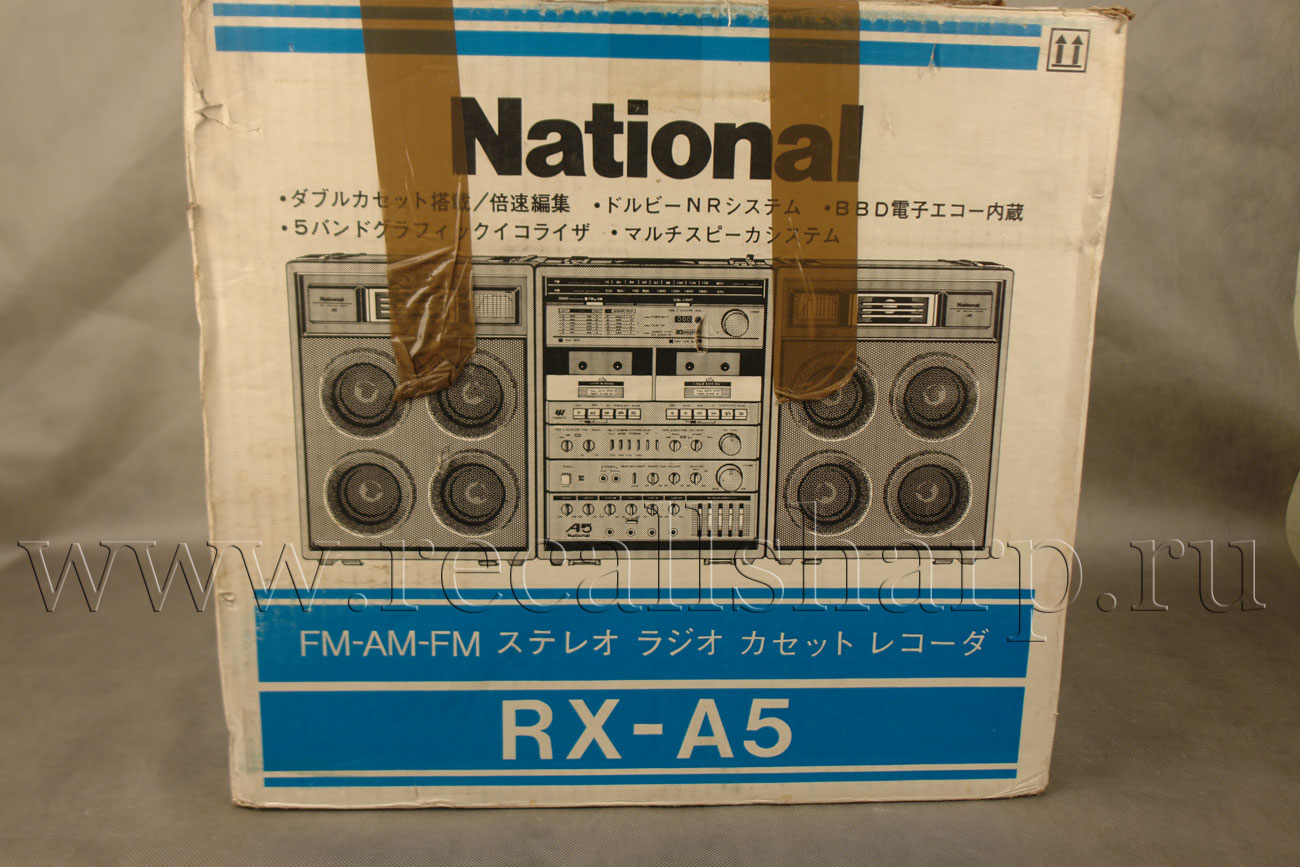 National
・ダブルカセット搭載／倍速編集 ・ドルビーNRシステム ・BBD電子エコー内蔵
・5バンドグラフィックイコライザ ・マルチスピーカシステム
National
National
A5
National
www.recallsharp.ru
FM-AM-FM ステレオ ラジオ カセット レコーダ
RX-A5